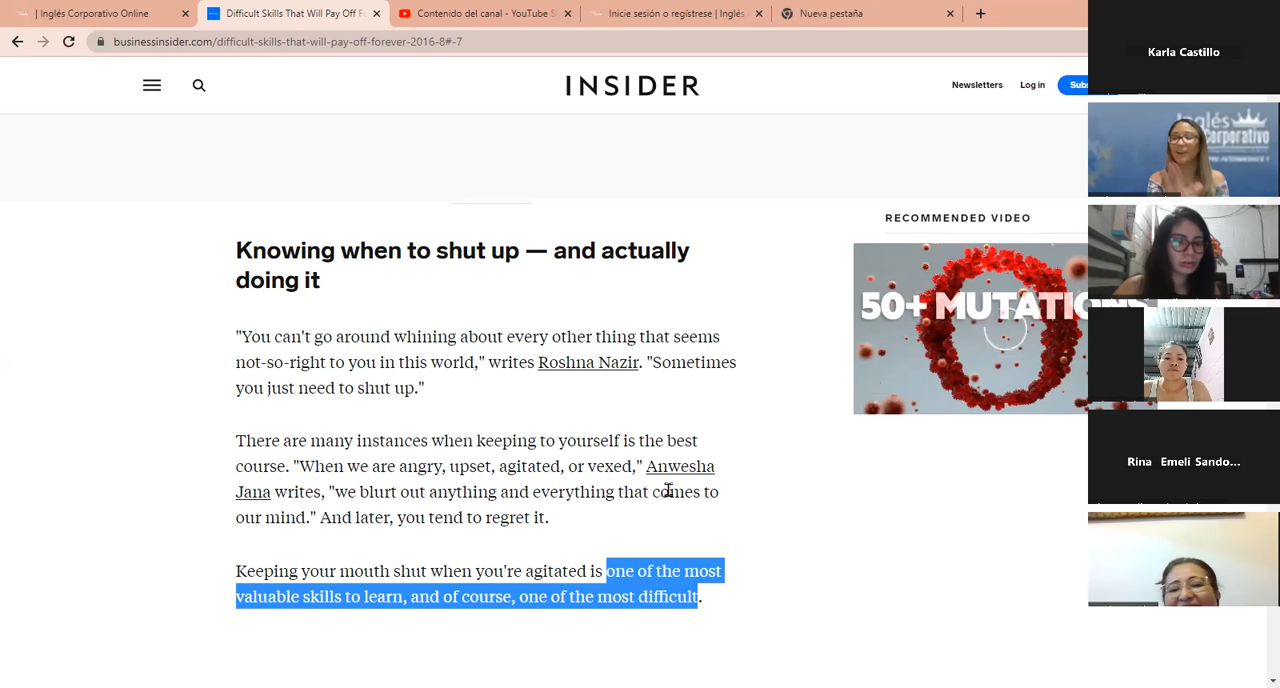 | Inglés Corporativo Online
Difficult Skills That Will Pay Off F
Contenido del canal - YouTube S
Inicie sesión o regístrese | Inglés
Nueva pestaña
businessinsider.com/difficult-skills-that-will-pay-off-forever-2016-8#-7
INSIDER
Newsletters
Log in
Subs
Knowing when to shut up — and actually
doing it
"You can't go around whining about every other thing that seems
not-so-right to you in this world," writes Roshna Nazir. "Sometimes
you just need to shut up."
There are many instances when keeping to yourself is the best
course. "When we are angry, upset, agitated, or vexed," Anwesha
Jana writes, "we blurt out anything and everything that comes to
our mind." And later, you tend to regret it.
Keeping your mouth shut when you're agitated is one of the most
valuable skills to learn, and of course, one of the most difficult.
RECOMMENDED VIDEO
50+ MUTATIONS
Karla Castillo
Inglés
Corporativo
Rina Emeli Sando...